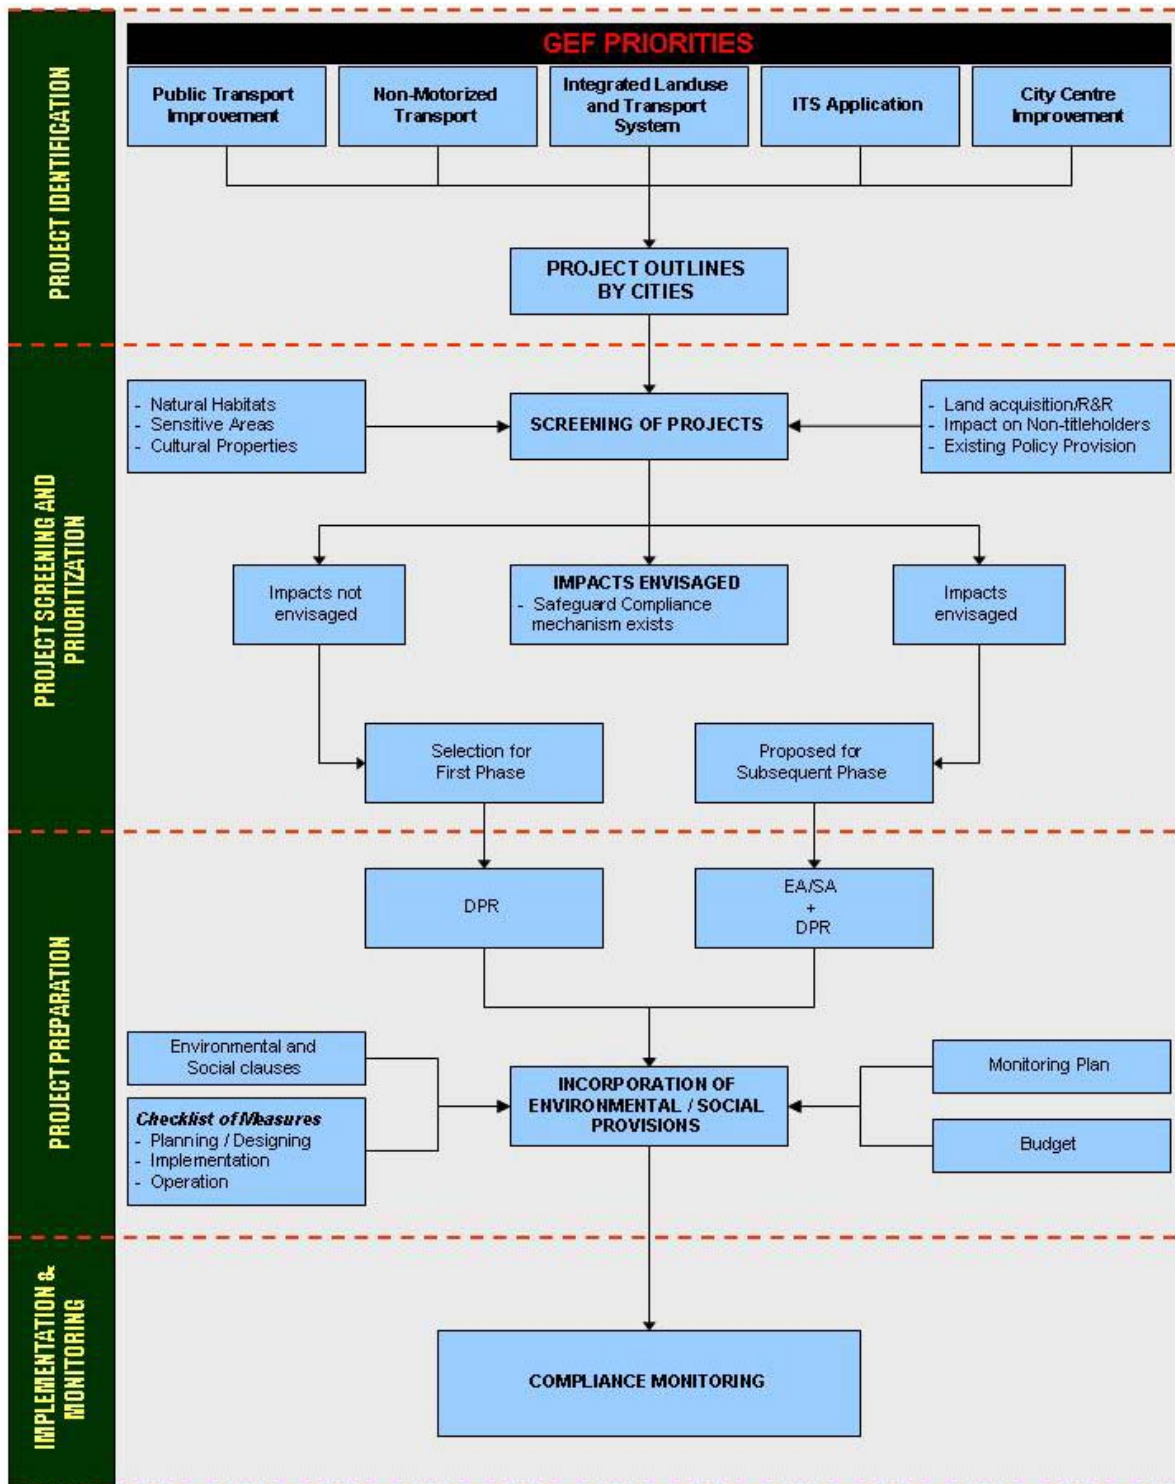 GEF PRIORITIES
PROJECT IDENTIFICATION
Public Transport
Improvement
Non-Motorized
Transport
Integrated Landuse
and Transport
System
ITS Application
City Centre
Improvement
PROJECT OUTLINES
BY CITIES
PROJECT SCREENING AND
PRIORITIZATION
- Natural Habitats
- Sensitive Areas
- Cultural Properties
SCREENING OF PROJECTS
- Land acquisition/R&R
- Impact on Non-titleholders
- Existing Policy Provision
Impacts not
envisaged
IMPACTS ENVISAGED
- Safeguard Compliance
mechanism exists
Impacts
envisaged
Selection for
First Phase
Proposed for
Subsequent Phase
PROJECT PREPARATION
DPR
EA/SA
+
DPR
Environmental and
Social clauses
Checklist of Measures
- Planning / Designing
- Implementation
- Operation
INCORPORATION OF
ENVIRONMENTAL / SOCIAL
PROVISIONS
Monitoring Plan
Budget
IMPLEMENTATION &
MONITORING
COMPLIANCE MONITORING